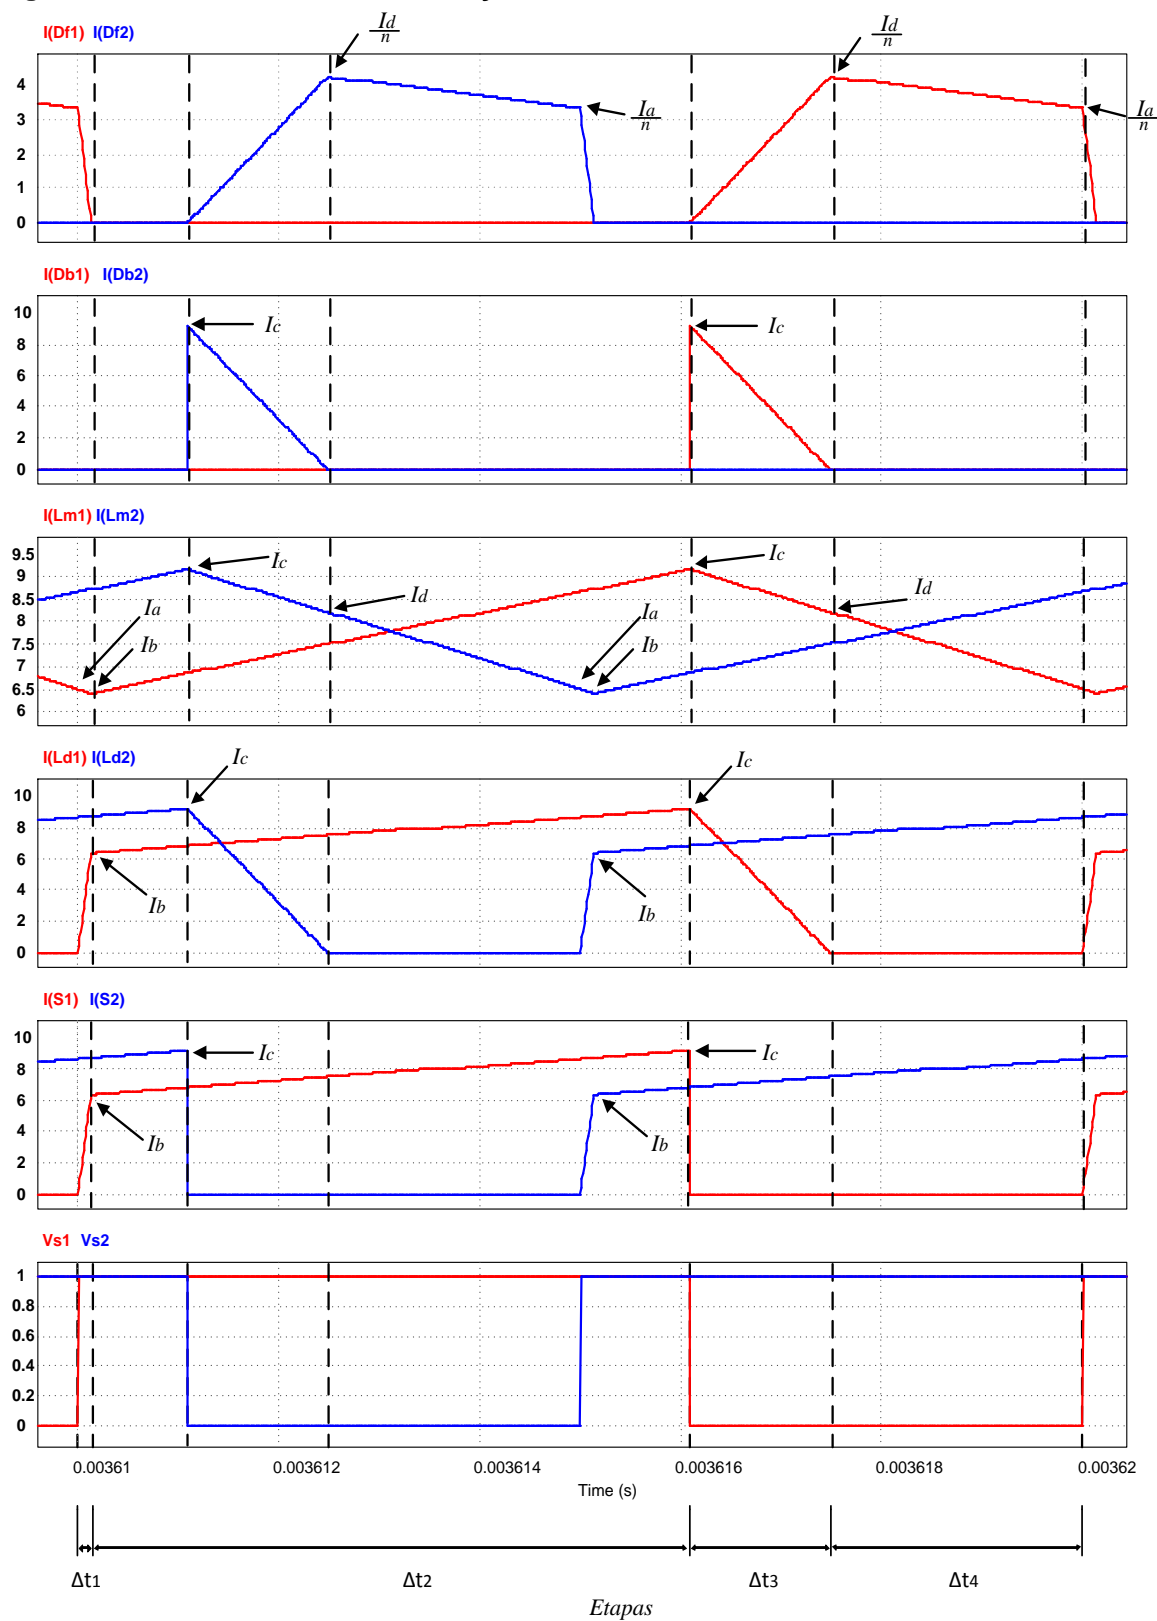 I(Df1) I(Df2)
Id/n
Id/n
4
Ia/n
Ia/n
3
2
1
0
I(Db1) I(Db2)
10
Ic
Ic
8
6
4
2
0
I(Lm1) I(Lm2)
9.5
Ic
Ic
9
8.5
Ia
Id
Ia
Id
8
7.5
Ib
Ib
7
6.5
6
I(Ld1) I(Ld2)
Ic
Ic
10
8
6
Ib
Ib
4
2
0
I(S1) I(S2)
10
Ic
Ic
8
6
Ib
Ib
4
2
0
Vs1 Vs2
1
0.8
0.6
0.4
0.2
0
0.00361 0.003612 0.003614 0.003616 0.003618 0.00362
Time (s)
Δt1 Δt2 Δt3 Δt4
Etapas